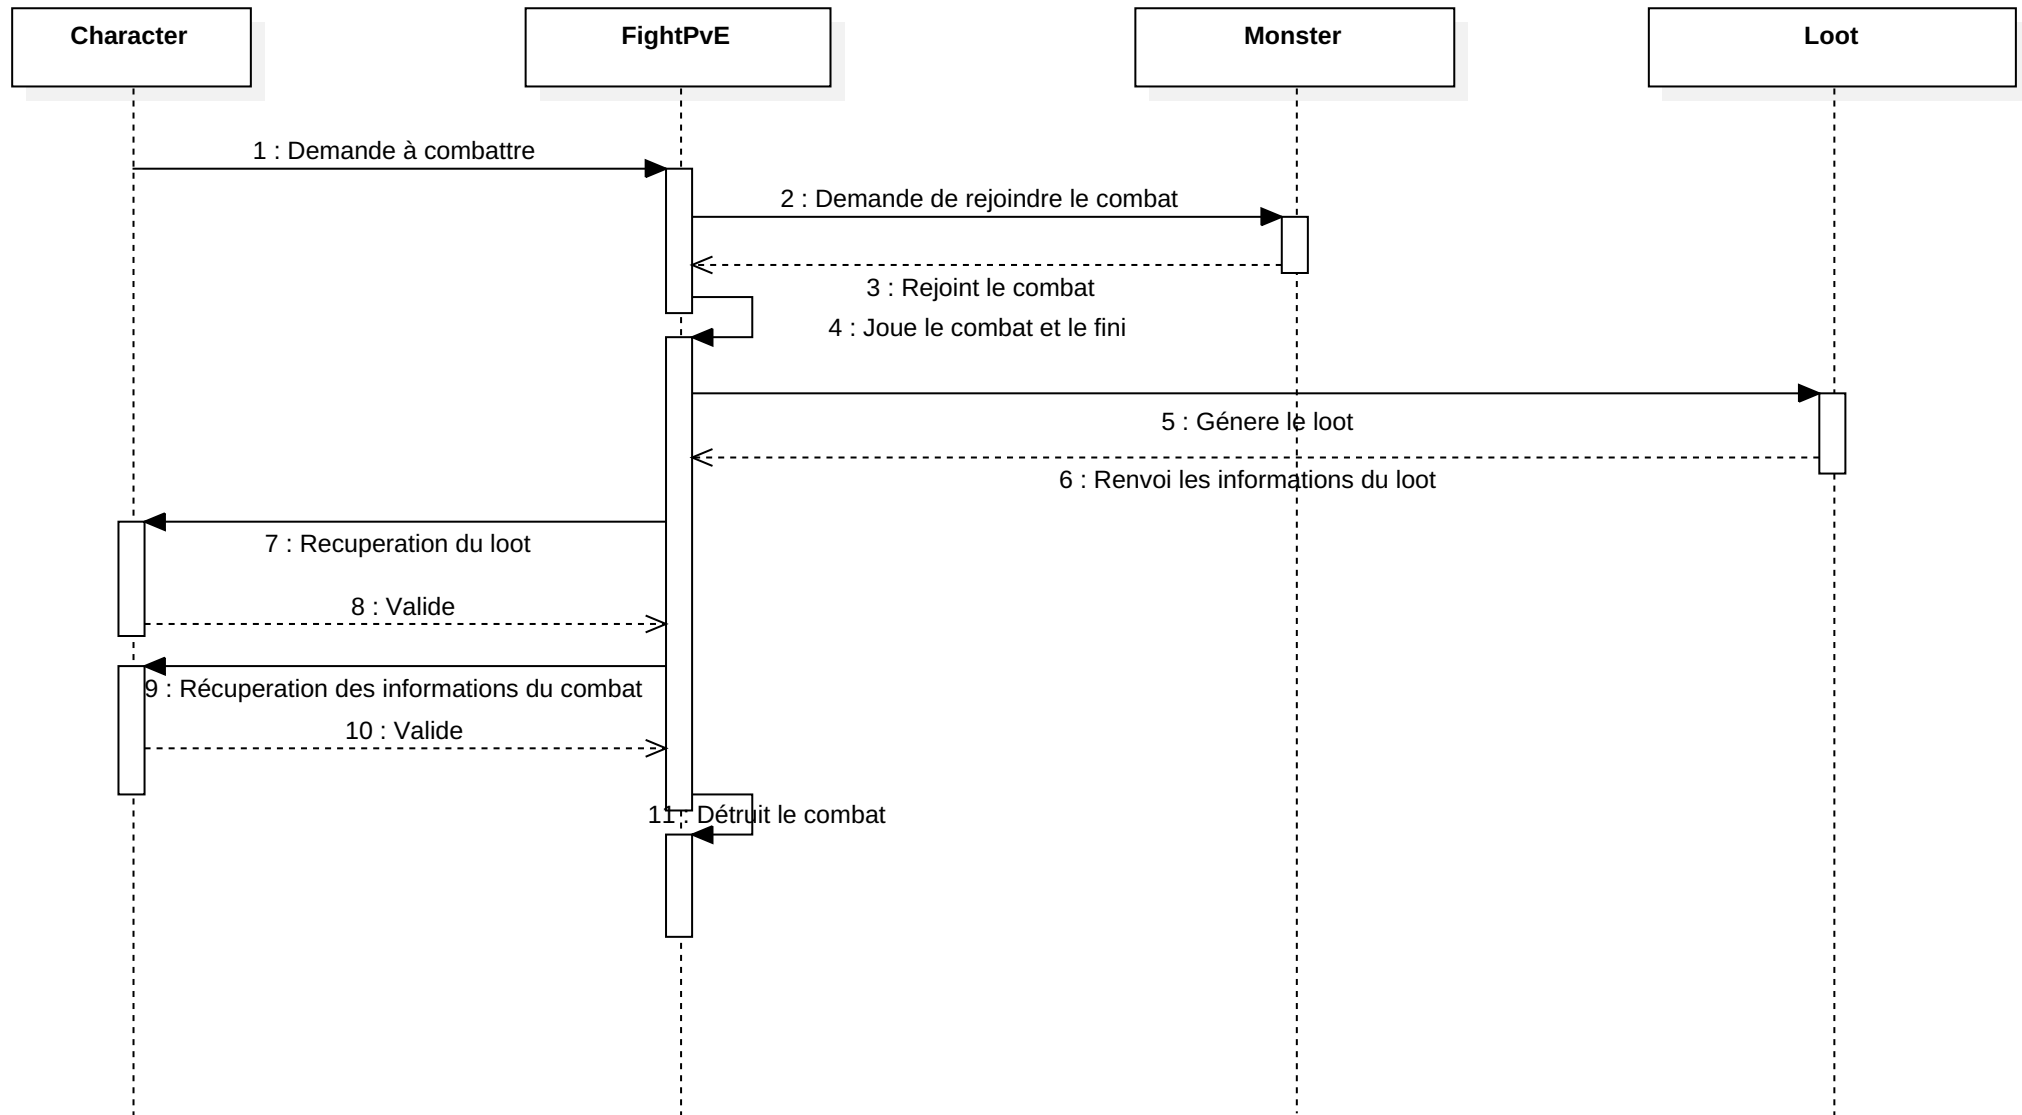 Character
FightPvE
Monster
Loot
1 : Demande à combattre
2 : Demande de rejoindre le combat
3 : Rejoint le combat
4 : Joue le combat et le fini
5 : Génere le loot
6 : Renvoi les informations du loot
7 : Recuperation du loot
8 : Valide
9 : Récuperation des informations du combat
10 : Valide
11 : Détruit le combat